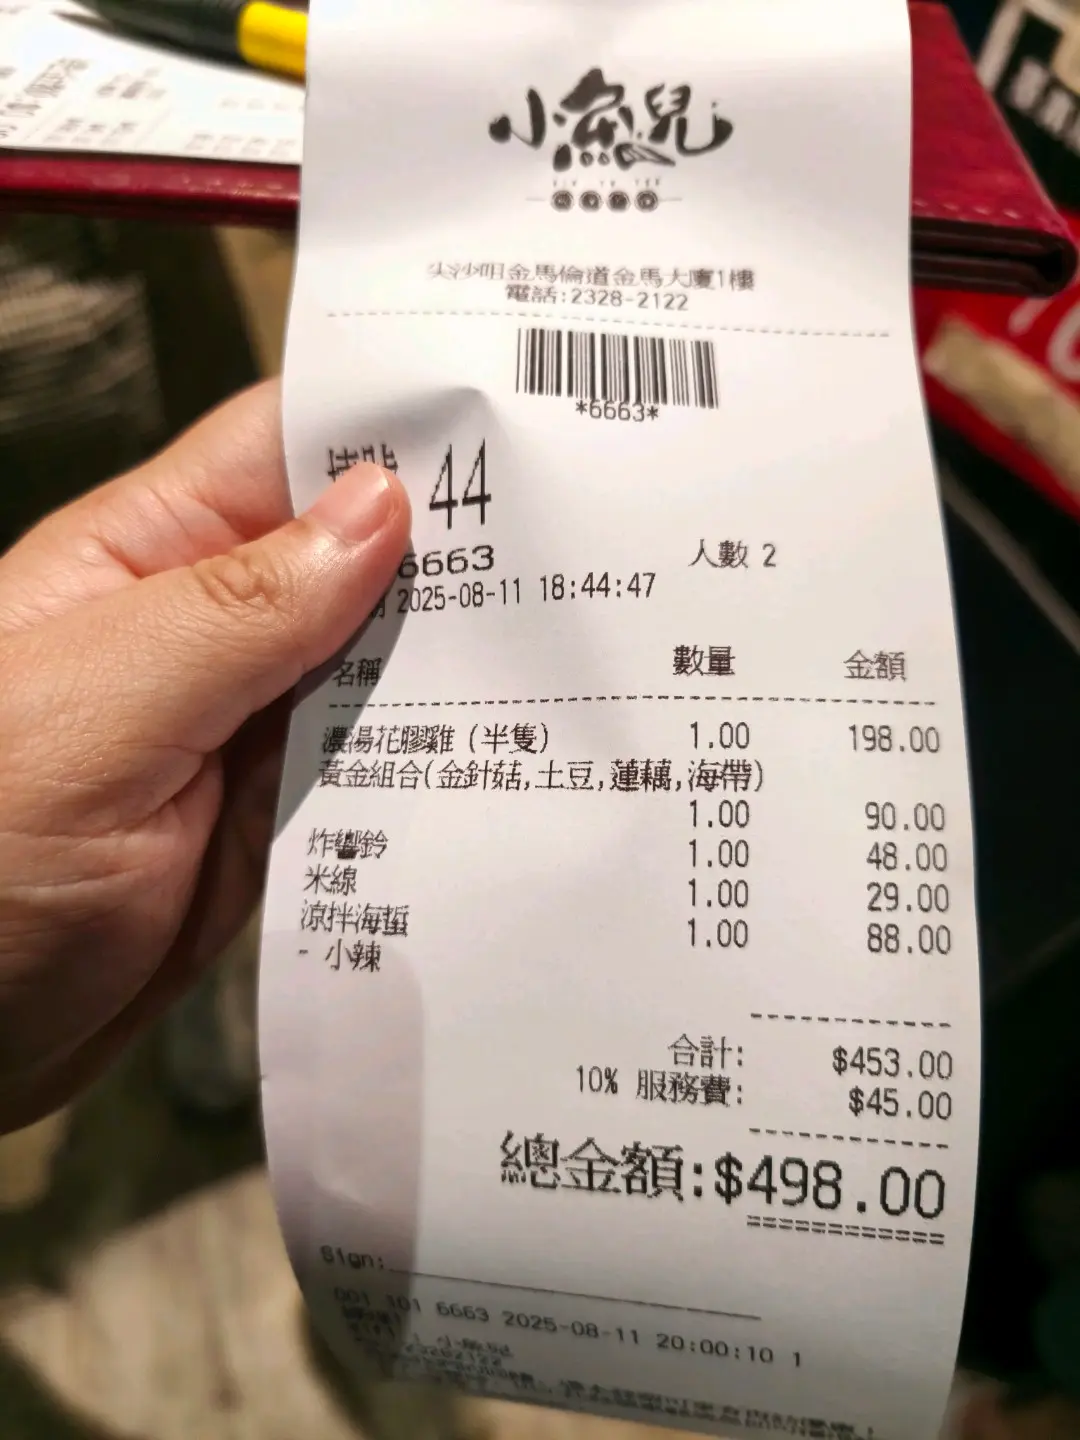 小魚兒
尖沙咀金馬倫道金馬大廈1樓
電話:2328-2122
*6663*
44
6663
人數 2
2025-08-11 18:44:47
名稱 數量 金額
濃湯花膠雞 (半隻) 1.00 198.00
黃金組合(金針菇,土豆,蓮藕,海帶)
1.00 90.00
炸響鈴 1.00 48.00
米線 1.00 29.00
涼拌海蜇 1.00 88.00
- 小辣
合計: $453.00
10% 服務費: $45.00
總金額:$498.00
Sign:
001 101 6663 2025-08-11 20:00:10 1